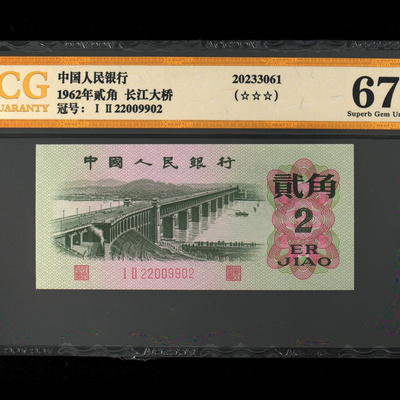 CG
UARANTY
中国人民银行
1962年贰角 长江大桥
冠号: I II 22009902
20233061
(☆☆☆)
67
Superb Gem Un
中國人民銀行
貳角
2
ER
JIAO
I II 22009902